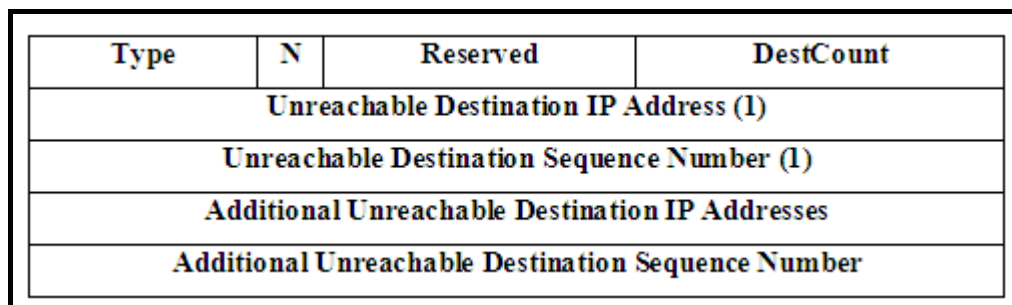 Type N Reserved DestCount
Unreachable Destination IP Address (1)
Unreachable Destination Sequence Number (1)
Additional Unreachable Destination IP Addresses
Additional Unreachable Destination Sequence Number